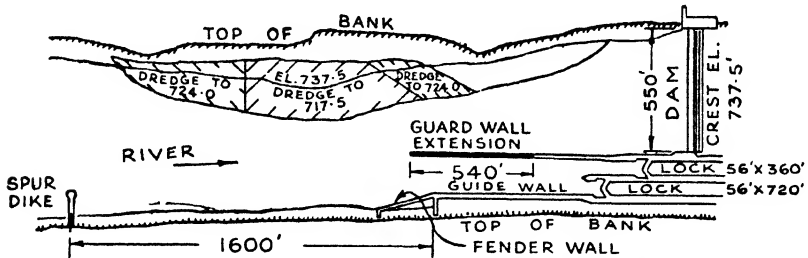 TOP OF BANK
EL. 737.5
DREDGE TO
724.0
DREDGE TO
717.5
DREDGE
TO 724.0
550'
DAM
CREST EL.
737.5'
GUARD WALL
EXTENSION
540'
RIVER
LOCK 56'X360'
GUIDE WALL
LOCK 56'X720'
SPUR
DIKE
TOP OF BANK
1600'
FENDER WALL